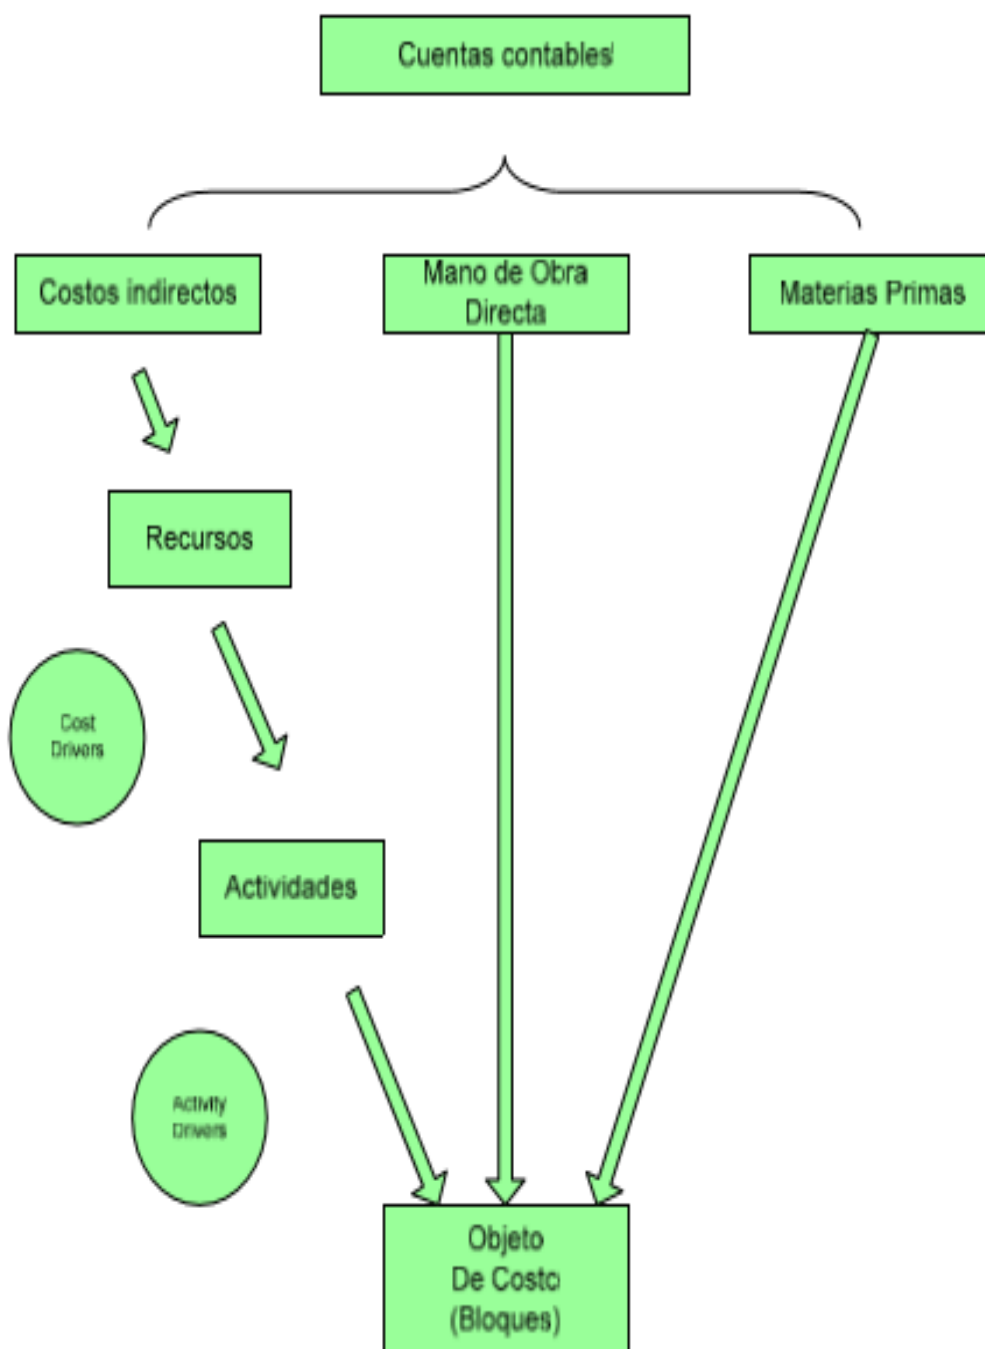 Cuentas contables
Costos indirectos
Mano de Obra
Directa
Materias Primas
Recursos
Cost
Drivers
Actividades
Activity
Drivers
Objeto
De Costo
(Bloques)